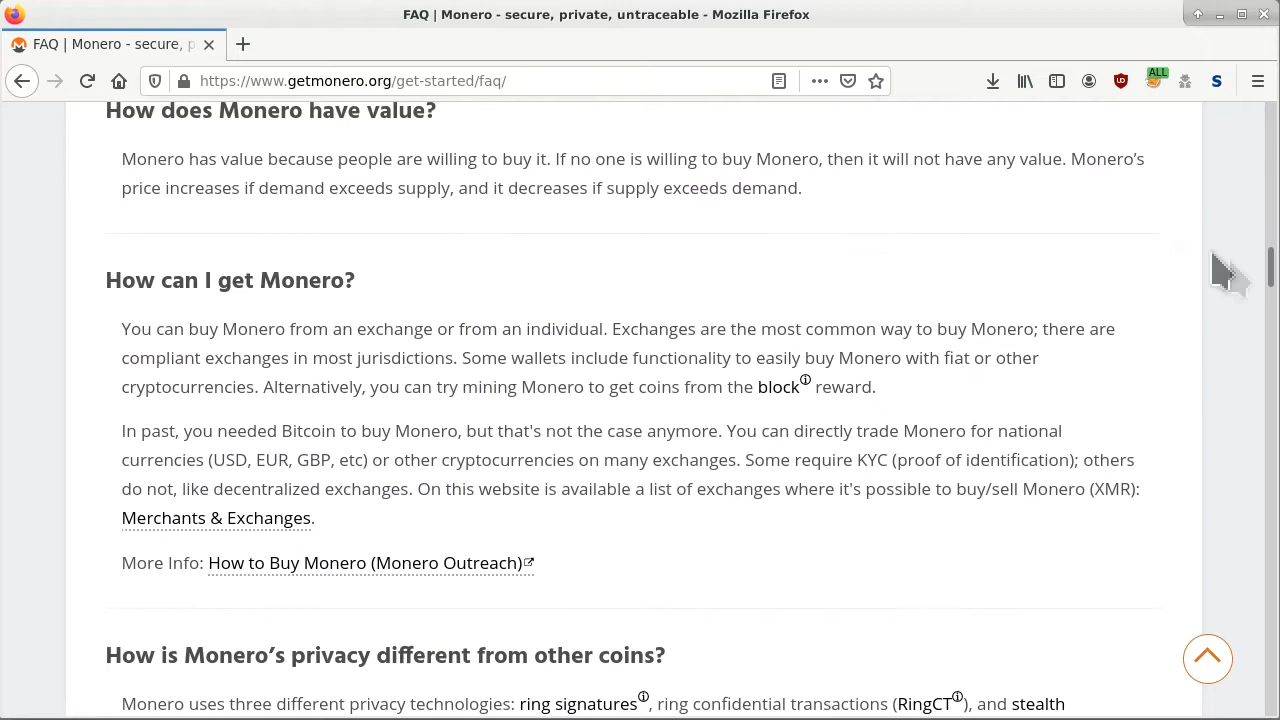 FAQ | Monero - secure, private, untraceable - Mozilla Firefox
FAQ | Monero - secure, p
https://www.getmonero.org/get-started/faq/
ALL
S
How does Monero have value?
Monero has value because people are willing to buy it. If no one is willing to buy Monero, then it will not have any value. Monero’s
price increases if demand exceeds supply, and it decreases if supply exceeds demand.
How can I get Monero?
You can buy Monero from an exchange or from an individual. Exchanges are the most common way to buy Monero; there are
compliant exchanges in most jurisdictions. Some wallets include functionality to easily buy Monero with fiat or other
cryptocurrencies. Alternatively, you can try mining Monero to get coins from the block reward.
In past, you needed Bitcoin to buy Monero, but that's not the case anymore. You can directly trade Monero for national
currencies (USD, EUR, GBP, etc) or other cryptocurrencies on many exchanges. Some require KYC (proof of identification); others
do not, like decentralized exchanges. On this website is available a list of exchanges where it's possible to buy/sell Monero (XMR):
Merchants & Exchanges.
More Info: How to Buy Monero (Monero Outreach)
How is Monero’s privacy different from other coins?
Monero uses three different privacy technologies: ring signatures, ring confidential transactions (RingCT), and stealth